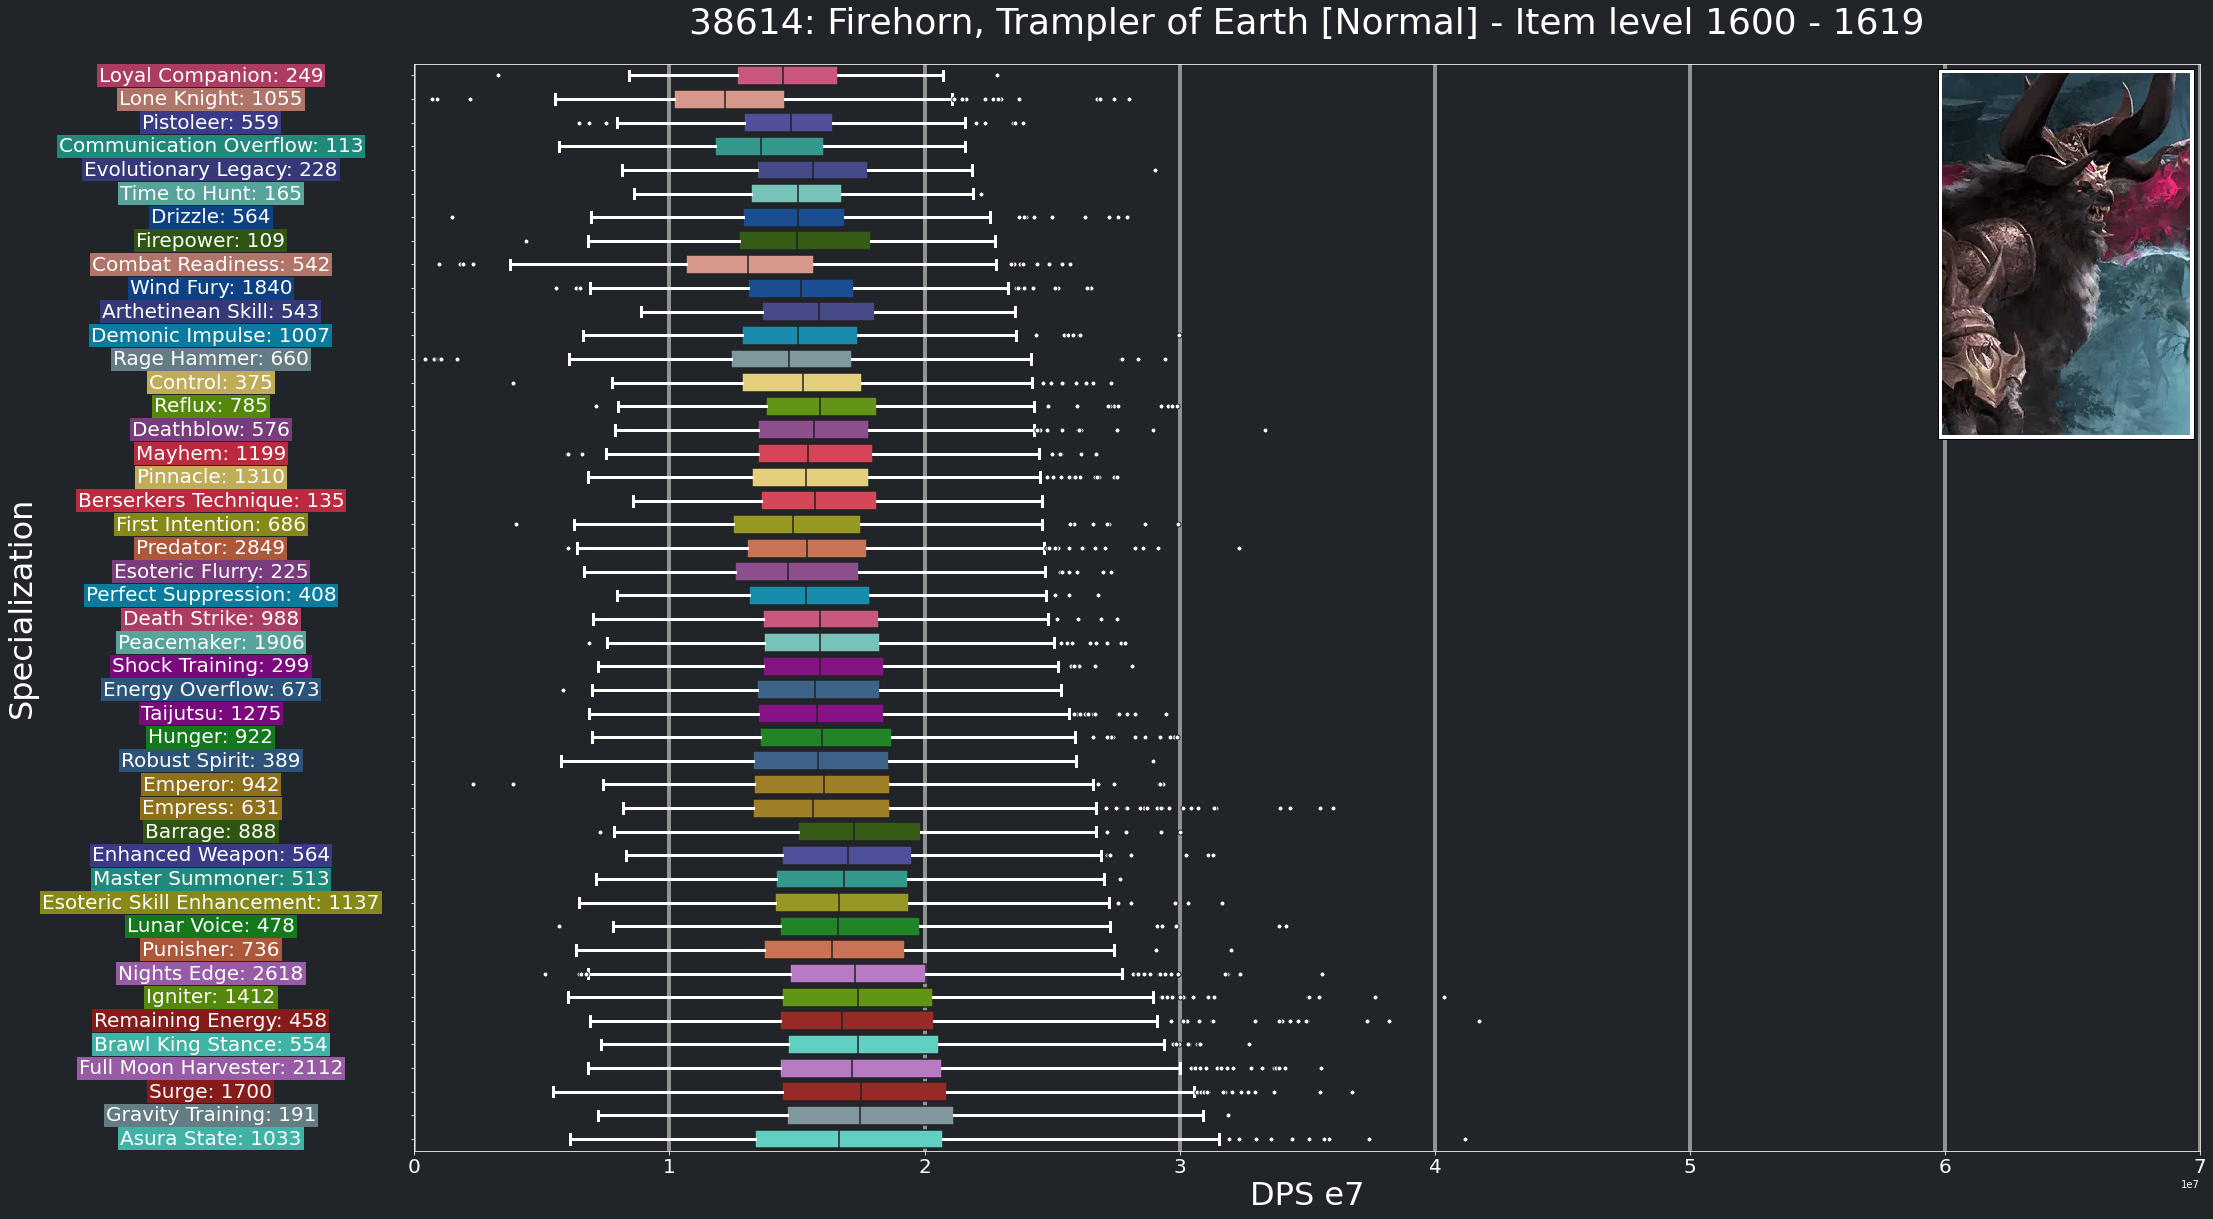 38614: Firehorn, Trampler of Earth [Normal] - Item level 1600 - 1619
Specialization
Loyal Companion: 249
Lone Knight: 1055
Pistoleer: 559
Communication Overflow: 113
Evolutionary Legacy: 228
Time to Hunt: 165
Drizzle: 564
Firepower: 109
Combat Readiness: 542
Wind Fury: 1840
Arthetinean Skill: 543
Demonic Impulse: 1007
Rage Hammer: 660
Control: 375
Reflux: 785
Deathblow: 576
Mayhem: 1199
Pinnacle: 1310
Berserkers Technique: 135
First Intention: 686
Predator: 2849
Esoteric Flurry: 225
Perfect Suppression: 408
Death Strike: 988
Peacemaker: 1906
Shock Training: 299
Energy Overflow: 673
Taijutsu: 1275
Hunger: 922
Robust Spirit: 389
Emperor: 942
Empress: 631
Barrage: 888
Enhanced Weapon: 564
Master Summoner: 513
Esoteric Skill Enhancement: 1137
Lunar Voice: 478
Punisher: 736
Nights Edge: 2618
Igniter: 1412
Remaining Energy: 458
Brawl King Stance: 554
Full Moon Harvester: 2112
Surge: 1700
Gravity Training: 191
Asura State: 1033
0 1 2 3 4 5 6 7
1e7
DPS e7